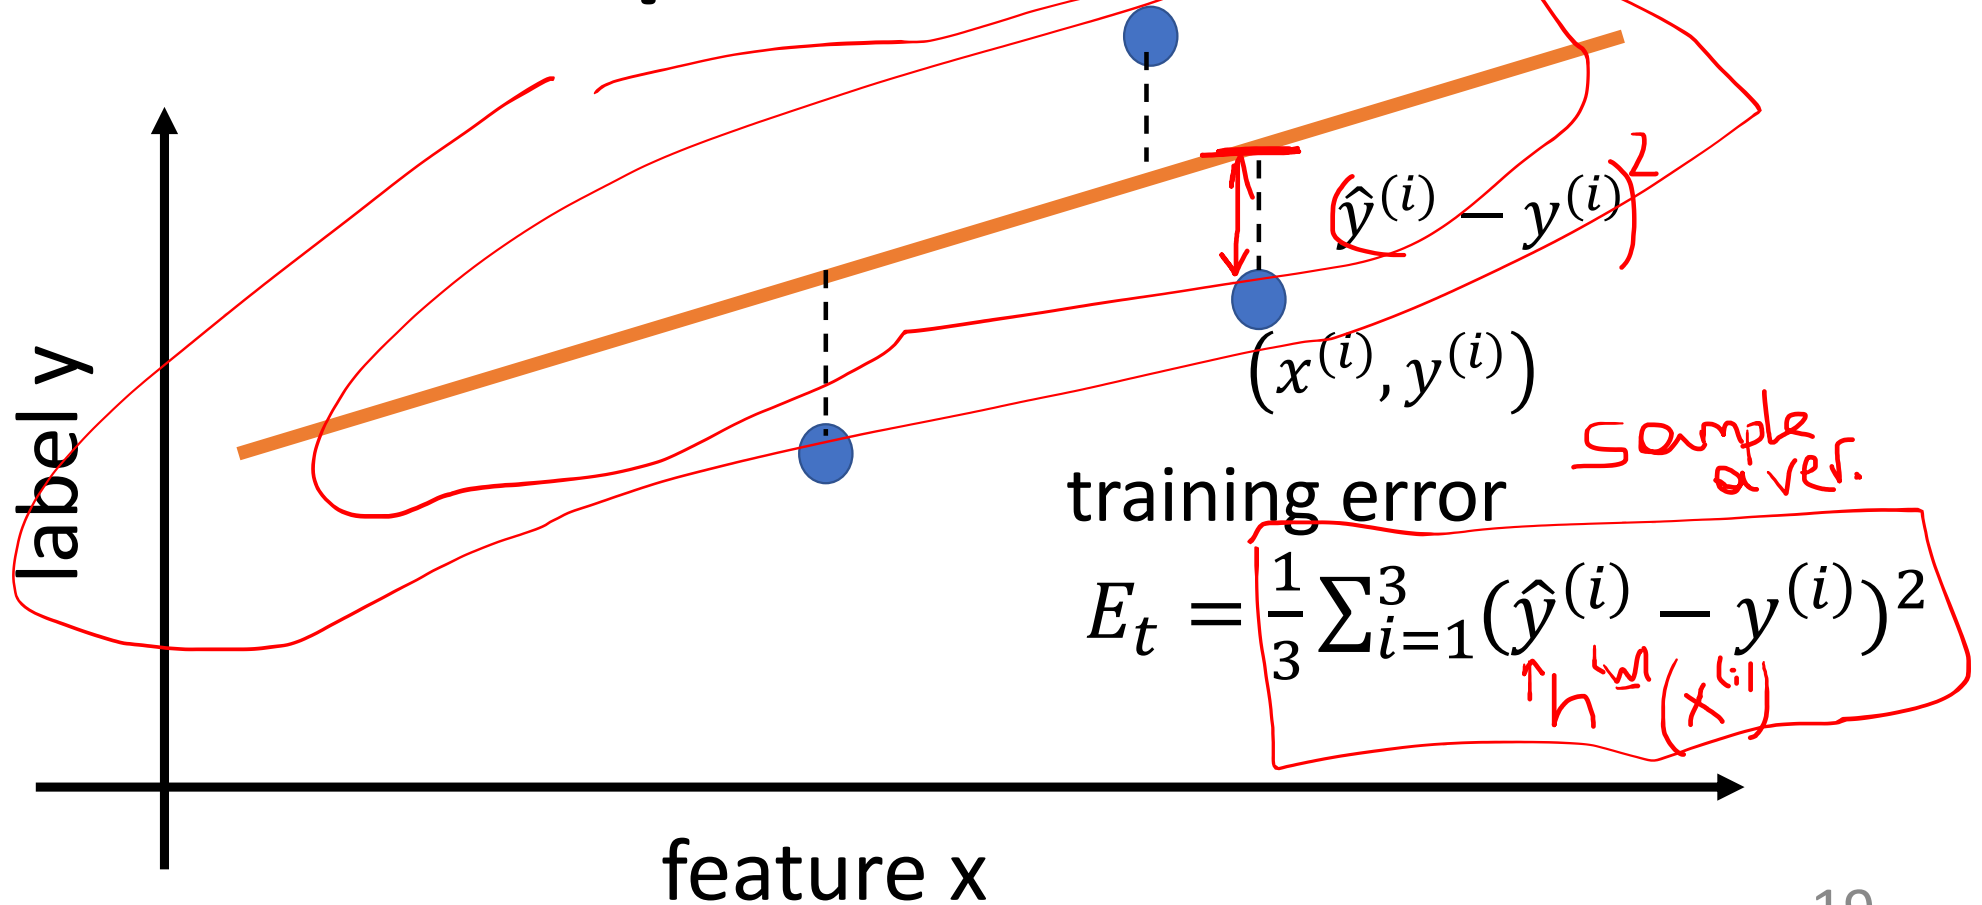 (ŷ⁽ⁱ⁾ − y⁽ⁱ⁾)²
(x⁽ⁱ⁾, y⁽ⁱ⁾)
label y
sample
aver.
training error
E_t = 1/3 ∑_{i=1}^{3} (ŷ⁽ⁱ⁾ − y⁽ⁱ⁾)²
↑h⁽ʷ⁾(x⁽ⁱ⁾)
feature x